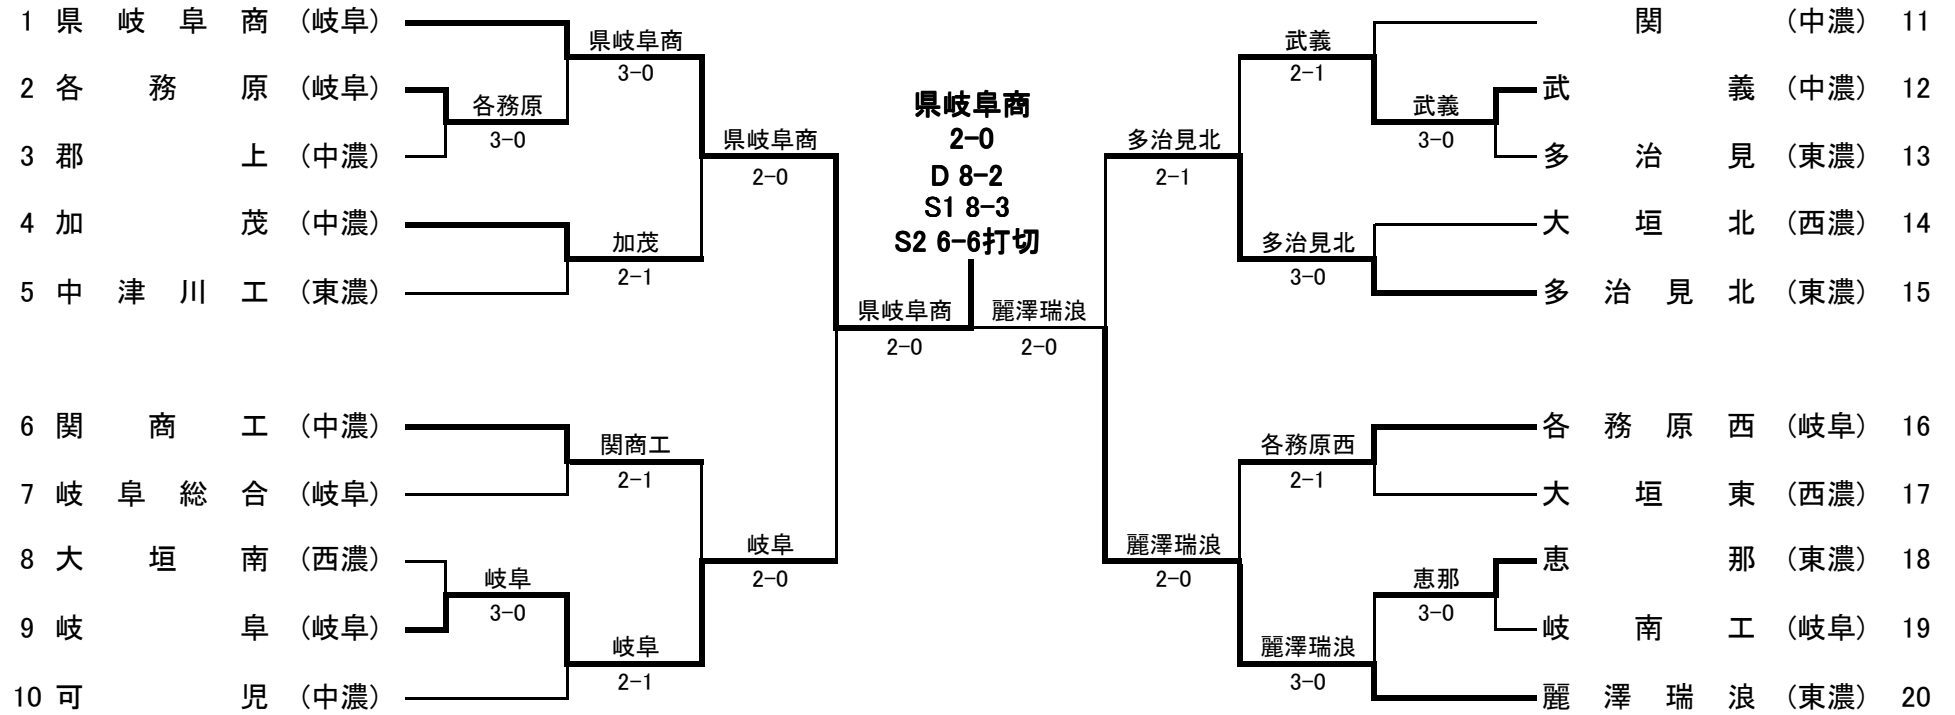 1 県岐阜商 (岐阜)
2 各務原 (岐阜)
3 郡上 (中濃)
4 加茂 (中濃)
5 中津川工 (東濃)
6 関商工 (中濃)
7 岐阜総合 (岐阜)
8 大垣南 (西濃)
9 岐阜 (岐阜)
10 可児 (中濃)
各務原
3-0
岐阜
3-0
県岐阜商
3-0
加茂
2-1
関商工
2-1
岐阜
2-1
県岐阜商
2-0
岐阜
2-0
県岐阜商
2-0
県岐阜商
2-0
D 8-2
S1 8-3
S2 6-6打切
麗澤瑞浪
2-0
多治見北
2-1
麗澤瑞浪
2-0
武義
2-1
多治見北
3-0
各務原西
2-1
麗澤瑞浪
3-0
武義
3-0
恵那
3-0
関 (中濃) 11
武義 (中濃) 12
多治見 (東濃) 13
大垣北 (西濃) 14
多治見北 (東濃) 15
各務原西 (岐阜) 16
大垣東 (西濃) 17
恵那 (東濃) 18
岐南工 (岐阜) 19
麗澤瑞浪 (東濃) 20